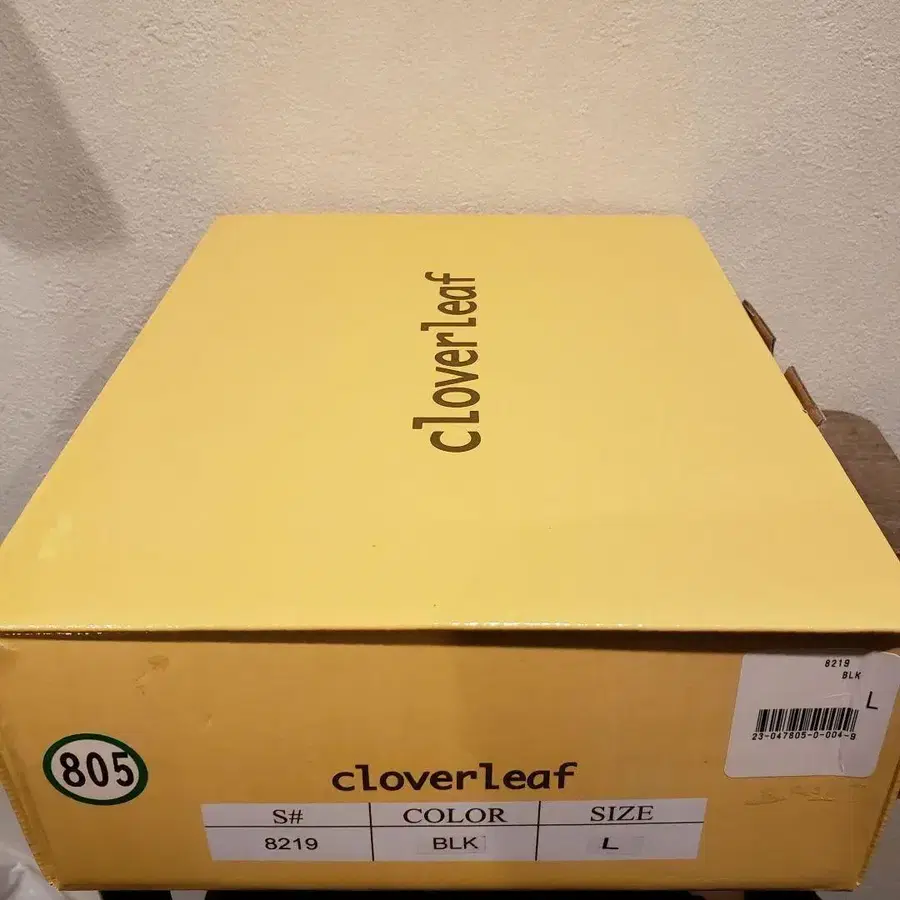 cloverleaf
8219
BLK
L
23-047805-0-004-9
805
cloverleaf
S# COLOR SIZE
8219 BLK L